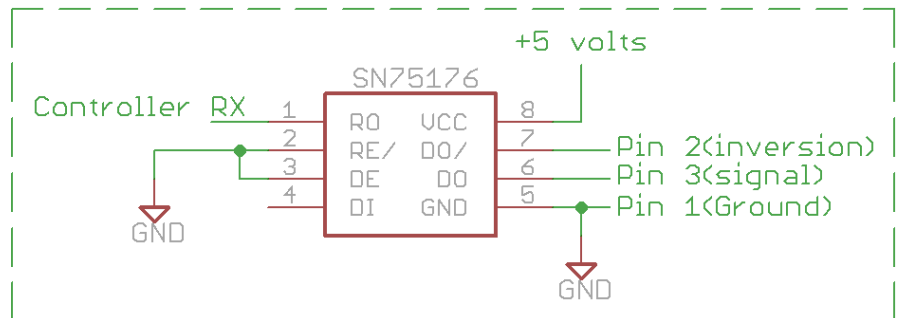 +5 volts
SN75176
Controller RX 1 RO VCC 8
2 RE/ DO/ 7 Pin 2(inversion)
3 DE DO 6 Pin 3(signal)
4 DI GND 5 Pin 1(Ground)
GND
GND